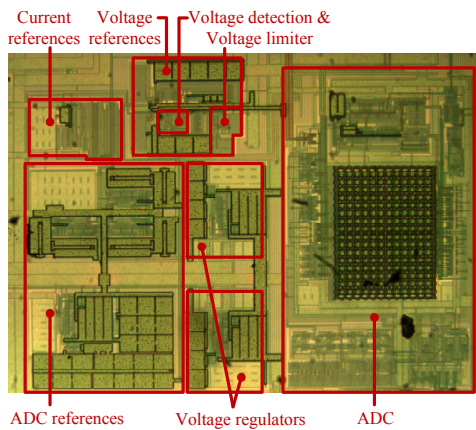 Current
references
Voltage
references
Voltage detection &
Voltage limiter
ADC references
Voltage regulators
ADC